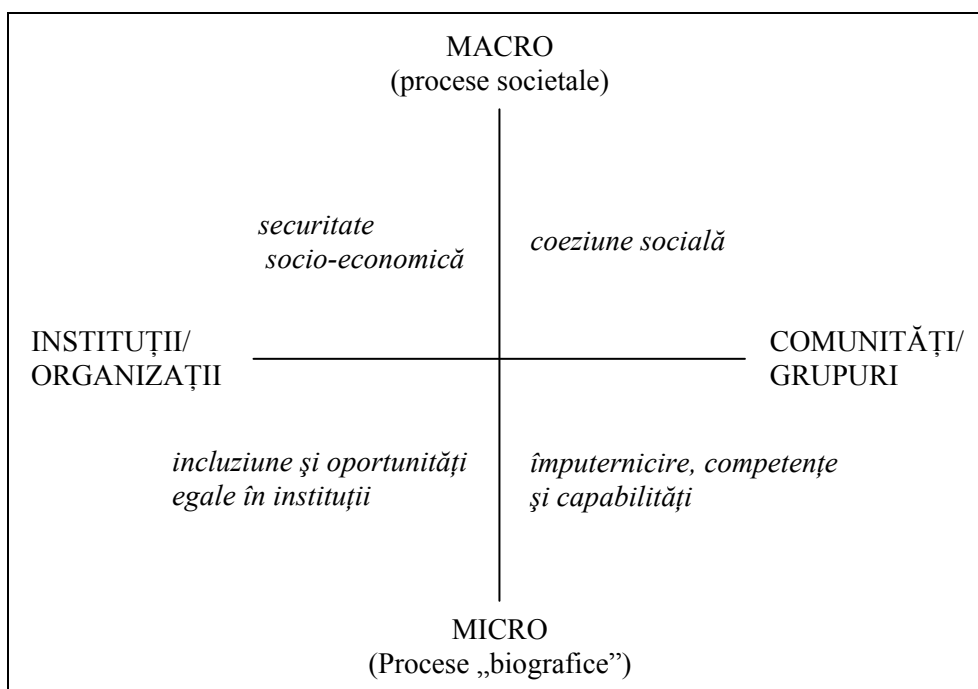 MACRO
(procese societale)
securitate
socio-economică
coeziune socială
INSTITUȚII/
ORGANIZAȚII
COMUNITĂȚI/
GRUPURI
incluziune şi oportunități
egale în instituții
împuternicire, competențe
şi capabilități
MICRO
(Procese „biografice”)